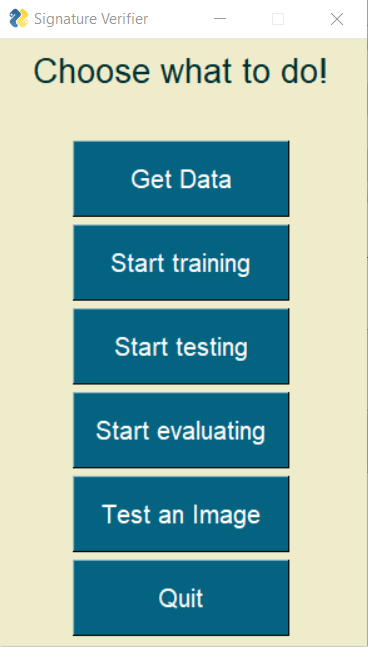 Signature Verifier
Choose what to do!
Get Data
Start training
Start testing
Start evaluating
Test an Image
Quit